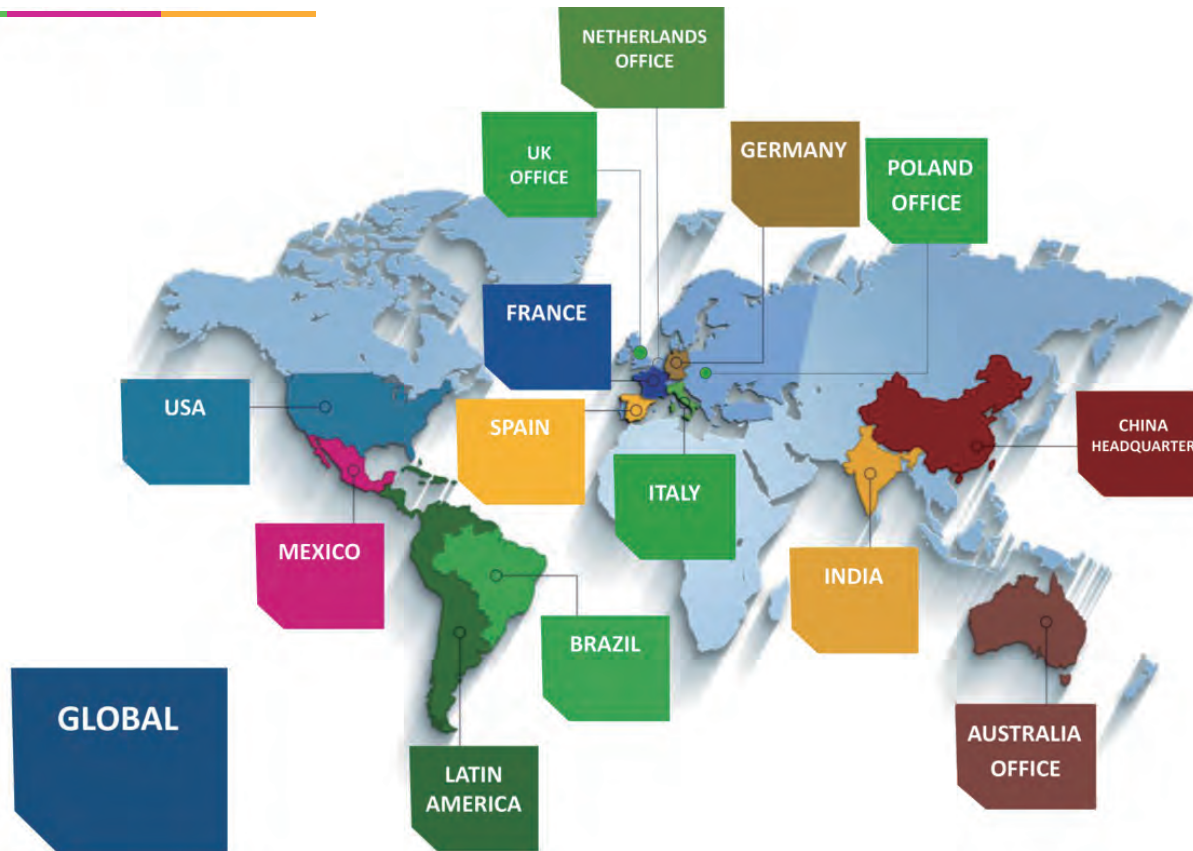 NETHERLANDS
OFFICE
UK
OFFICE
GERMANY
POLAND
OFFICE
FRANCE
USA
SPAIN
CHINA
HEADQUARTER
ITALY
MEXICO
INDIA
BRAZIL
GLOBAL
AUSTRALIA
OFFICE
LATIN
AMERICA